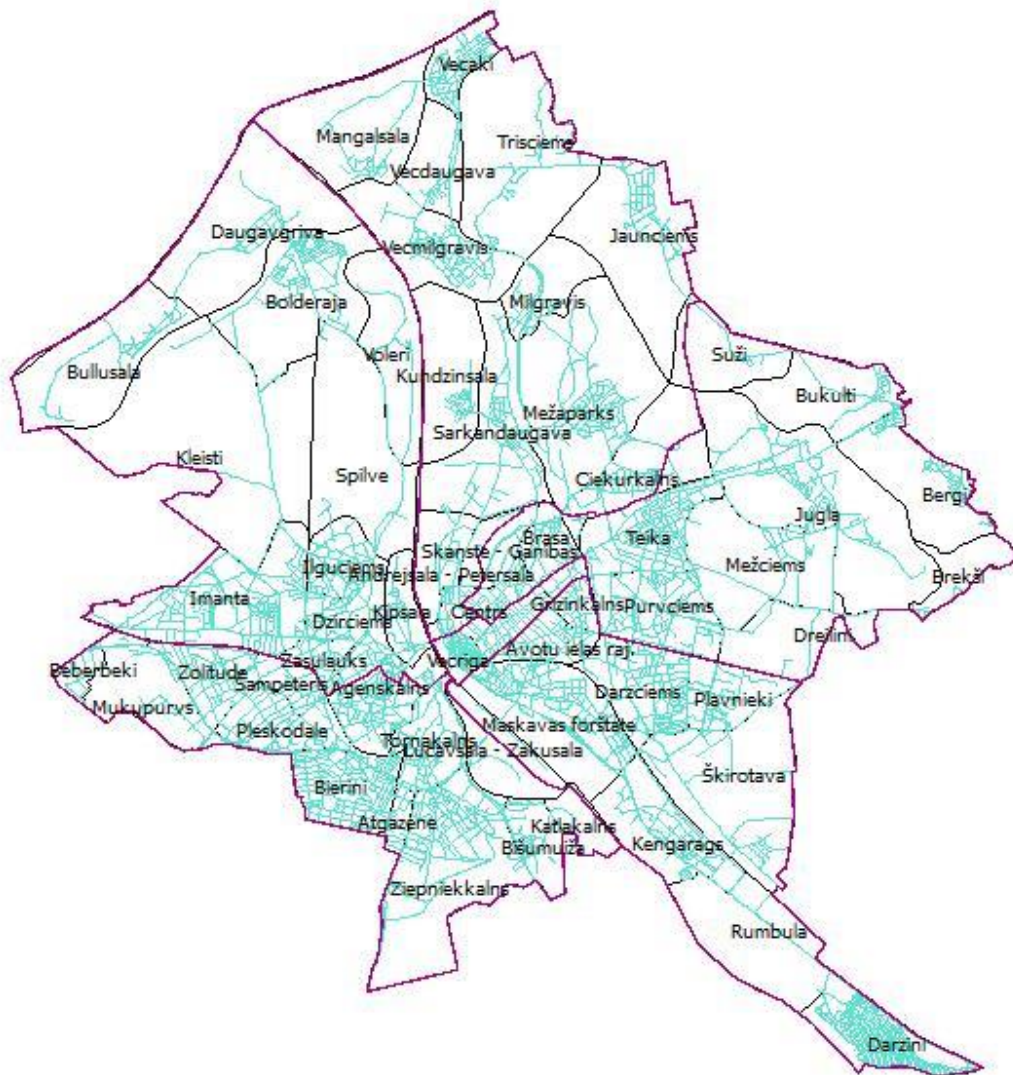 Vecaki
Mangalsala
Trisciems
Vecdaugava
Daugavgriva
Vecmilgravis
Jaunciems
Bolderaja
Milgravis
Voleri
Suži
Bullusala
Kundzinsala
Bukulti
Mežaparks
Sarkandaugava
Kleisti
Spilve
Ciekurkalns
Bergi
Jugla
Brasa
Teika
Skanste - Ganibas
Mežciems
Ilguciems
Andrejsala - Petersala
Brekši
Imanta
Kipsala
Centrs
Grizinkalns
Purvciems
Dzirciems
Dreilini
Avotu ielas raj.
Zasulauks
Vecriga
Beberbeki
Zolitude
Sampeteris
Agenskalns
Darzciems
Plavnieki
Mukupurvs
Pleskodale
Maskavas forštate
Tornakalns
Lucavsala - Zakusala
Škirotava
Bierini
Atgazene
Katlakalns
Bišumuiža
Kengarags
Ziepniekkalns
Rumbula
Darzini